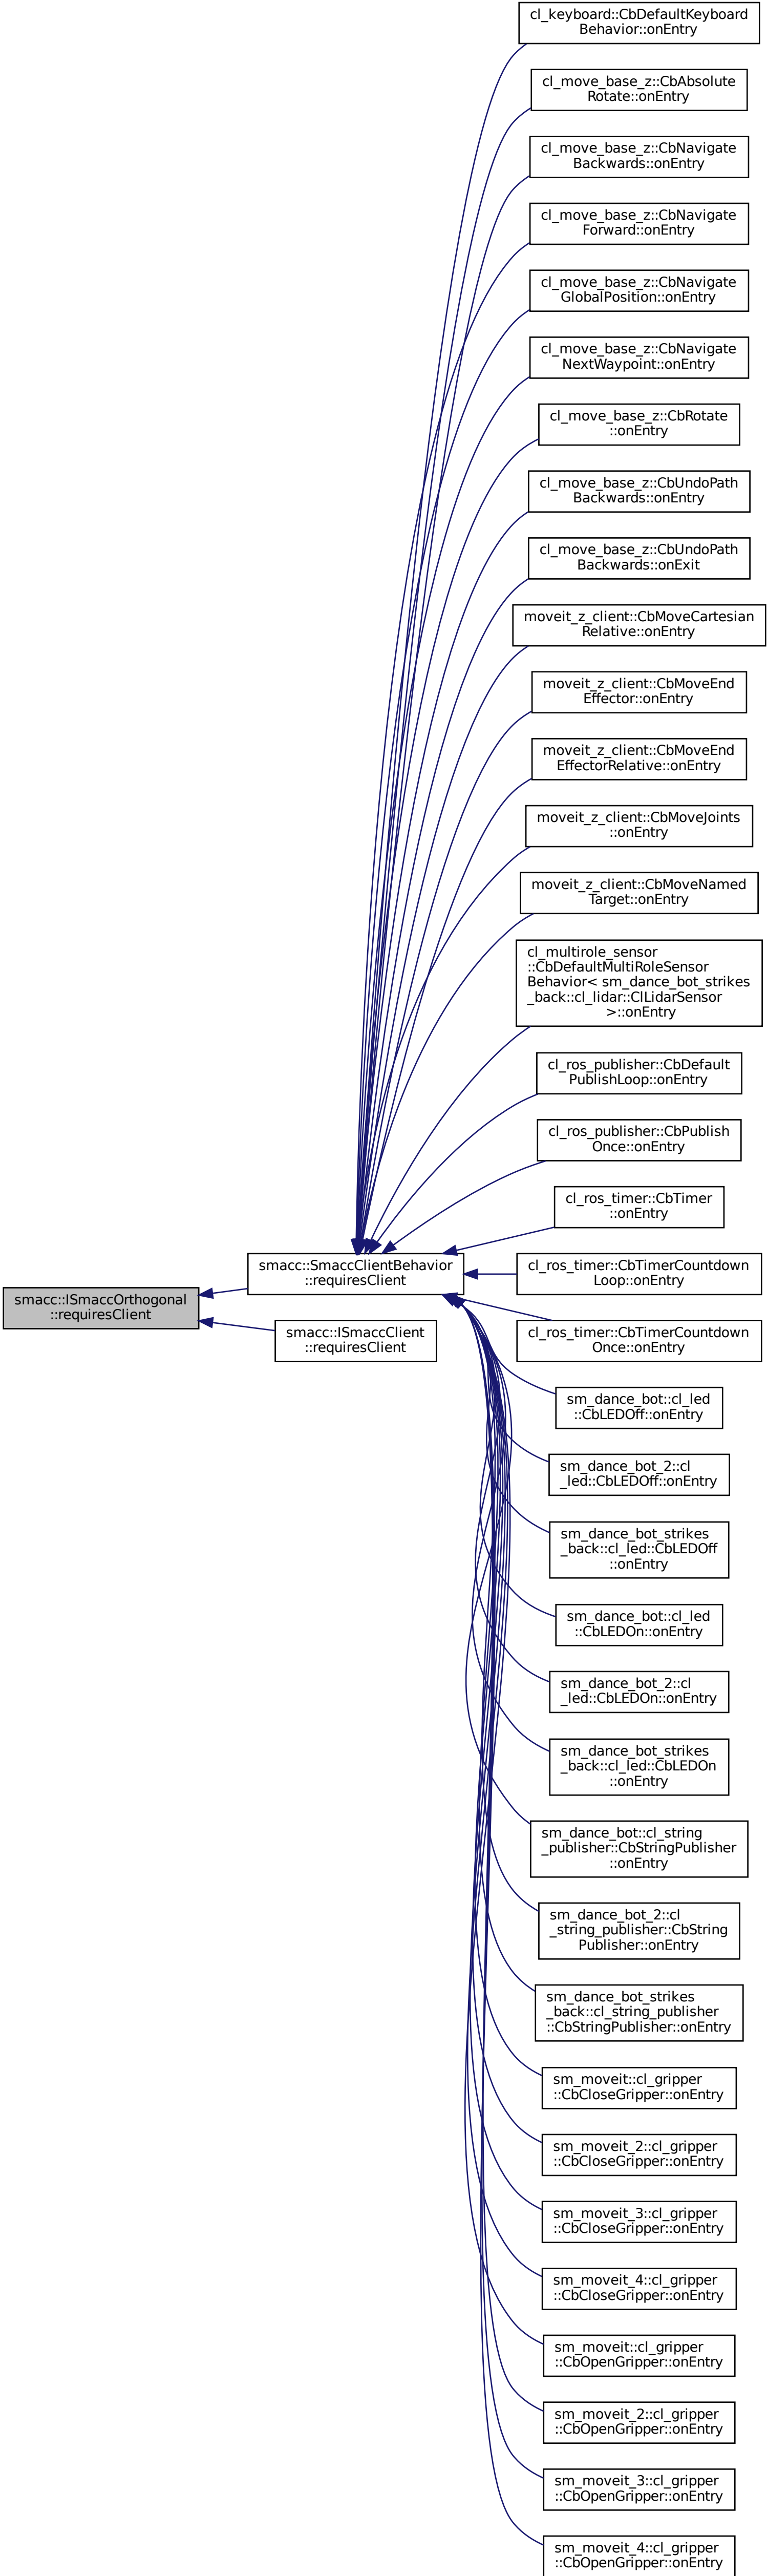 cl_keyboard::CbDefaultKeyboard
Behavior::onEntry
cl_move_base_z::CbAbsolute
Rotate::onEntry
cl_move_base_z::CbNavigate
Backwards::onEntry
cl_move_base_z::CbNavigate
Forward::onEntry
cl_move_base_z::CbNavigate
GlobalPosition::onEntry
cl_move_base_z::CbNavigate
NextWaypoint::onEntry
cl_move_base_z::CbRotate
::onEntry
cl_move_base_z::CbUndoPath
Backwards::onEntry
cl_move_base_z::CbUndoPath
Backwards::onExit
moveit_z_client::CbMoveCartesian
Relative::onEntry
moveit_z_client::CbMoveEnd
Effector::onEntry
moveit_z_client::CbMoveEnd
EffectorRelative::onEntry
moveit_z_client::CbMoveJoints
::onEntry
moveit_z_client::CbMoveNamed
Target::onEntry
cl_multirole_sensor
::CbDefaultMultiRoleSensor
Behavior< sm_dance_bot_strikes
_back::cl_lidar::ClLidarSensor
>::onEntry
cl_ros_publisher::CbDefault
PublishLoop::onEntry
cl_ros_publisher::CbPublish
Once::onEntry
cl_ros_timer::CbTimer
::onEntry
smacc::SmaccClientBehavior
::requiresClient
cl_ros_timer::CbTimerCountdown
Loop::onEntry
smacc::ISmaccOrthogonal
::requiresClient
smacc::ISmaccClient
::requiresClient
cl_ros_timer::CbTimerCountdown
Once::onEntry
sm_dance_bot::cl_led
::CbLEDOff::onEntry
sm_dance_bot_2::cl
_led::CbLEDOff::onEntry
sm_dance_bot_strikes
_back::cl_led::CbLEDOff
::onEntry
sm_dance_bot::cl_led
::CbLEDOn::onEntry
sm_dance_bot_2::cl
_led::CbLEDOn::onEntry
sm_dance_bot_strikes
_back::cl_led::CbLEDOn
::onEntry
sm_dance_bot::cl_string
_publisher::CbStringPublisher
::onEntry
sm_dance_bot_2::cl
_string_publisher::CbString
Publisher::onEntry
sm_dance_bot_strikes
_back::cl_string_publisher
::CbStringPublisher::onEntry
sm_moveit::cl_gripper
::CbCloseGripper::onEntry
sm_moveit_2::cl_gripper
::CbCloseGripper::onEntry
sm_moveit_3::cl_gripper
::CbCloseGripper::onEntry
sm_moveit_4::cl_gripper
::CbCloseGripper::onEntry
sm_moveit::cl_gripper
::CbOpenGripper::onEntry
sm_moveit_2::cl_gripper
::CbOpenGripper::onEntry
sm_moveit_3::cl_gripper
::CbOpenGripper::onEntry
sm_moveit_4::cl_gripper
::CbOpenGripper::onEntry